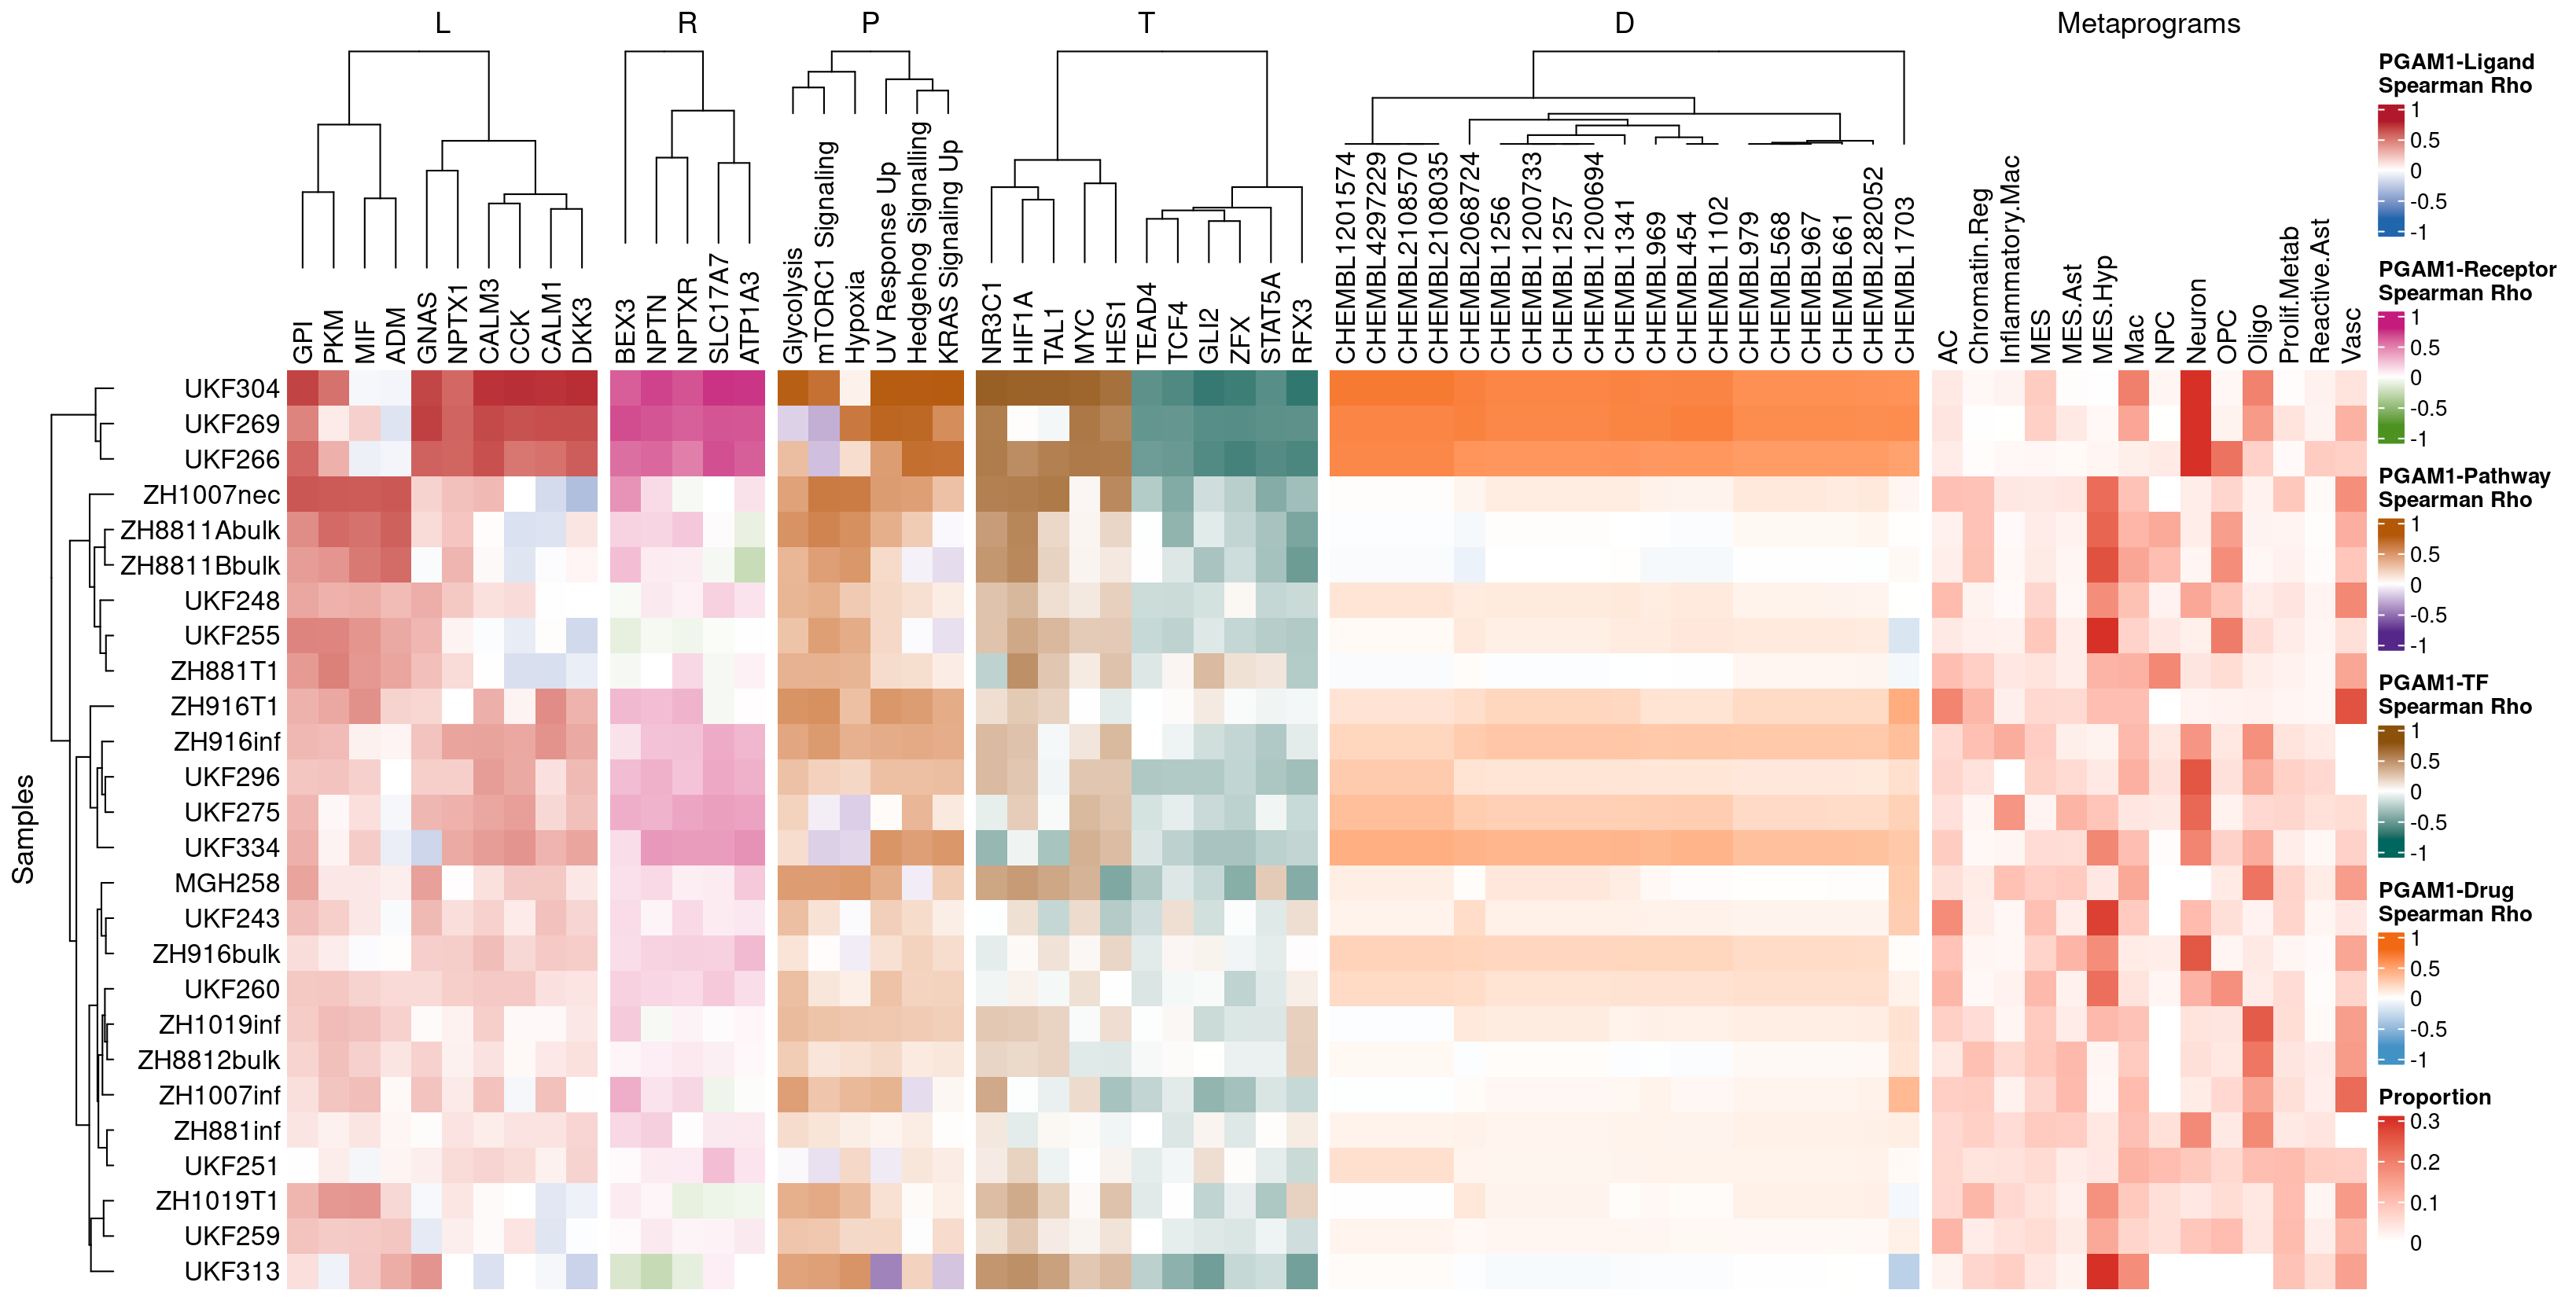 L
R
P
T
D
Metaprograms
GPI
PKM
MIF
ADM
GNAS
NPTX1
CALM3
CCK
CALM1
DKK3
BEX3
NPTN
NPTXR
SLC17A7
ATP1A3
Glycolysis
mTORC1 Signaling
Hypoxia
UV Response Up
Hedgehog Signalling
KRAS Signaling Up
NR3C1
HIF1A
TAL1
MYC
HES1
TEAD4
TCF4
GLI2
ZFX
STAT5A
RFX3
CHEMBL1201574
CHEMBL4297229
CHEMBL2108570
CHEMBL2108035
CHEMBL2068724
CHEMBL1256
CHEMBL1200733
CHEMBL1257
CHEMBL1200694
CHEMBL1341
CHEMBL969
CHEMBL454
CHEMBL1102
CHEMBL979
CHEMBL568
CHEMBL967
CHEMBL661
CHEMBL2822052
CHEMBL1703
AC
Chromatin.Reg
Inflammatory.Mac
MES
MES.Ast
MES.Hyp
Mac
NPC
Neuron
OPC
Oligo
Prolif.Metab
Reactive.Ast
Vasc
Samples
UKF304
UKF269
UKF266
ZH1007nec
ZH8811Abulk
ZH8811Bbulk
UKF248
UKF255
ZH881T1
ZH916T1
ZH916inf
UKF296
UKF275
UKF334
MGH258
UKF243
ZH916bulk
UKF260
ZH1019inf
ZH8812bulk
ZH1007inf
ZH881inf
UKF251
ZH1019T1
UKF259
UKF313
PGAM1-Ligand
Spearman Rho
1
0.5
0
-0.5
-1
PGAM1-Receptor
Spearman Rho
1
0.5
0
-0.5
-1
PGAM1-Pathway
Spearman Rho
1
0.5
0
-0.5
-1
PGAM1-TF
Spearman Rho
1
0.5
0
-0.5
-1
PGAM1-Drug
Spearman Rho
1
0.5
0
-0.5
-1
Proportion
0.3
0.2
0.1
0